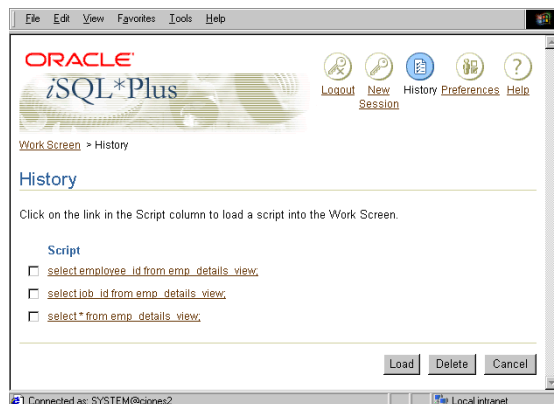 File Edit View Favorites Tools Help
ORACLE
iSQL*Plus
Logout New Session History Preferences Help
Work Screen > History
History
Click on the link in the Script column to load a script into the Work Screen.
Script
select employee_id from emp_details_view;
select job_id from emp_details_view;
select * from emp_details_view;
Load Delete Cancel
Connected as: SYSTEM@cjones2 Local intranet